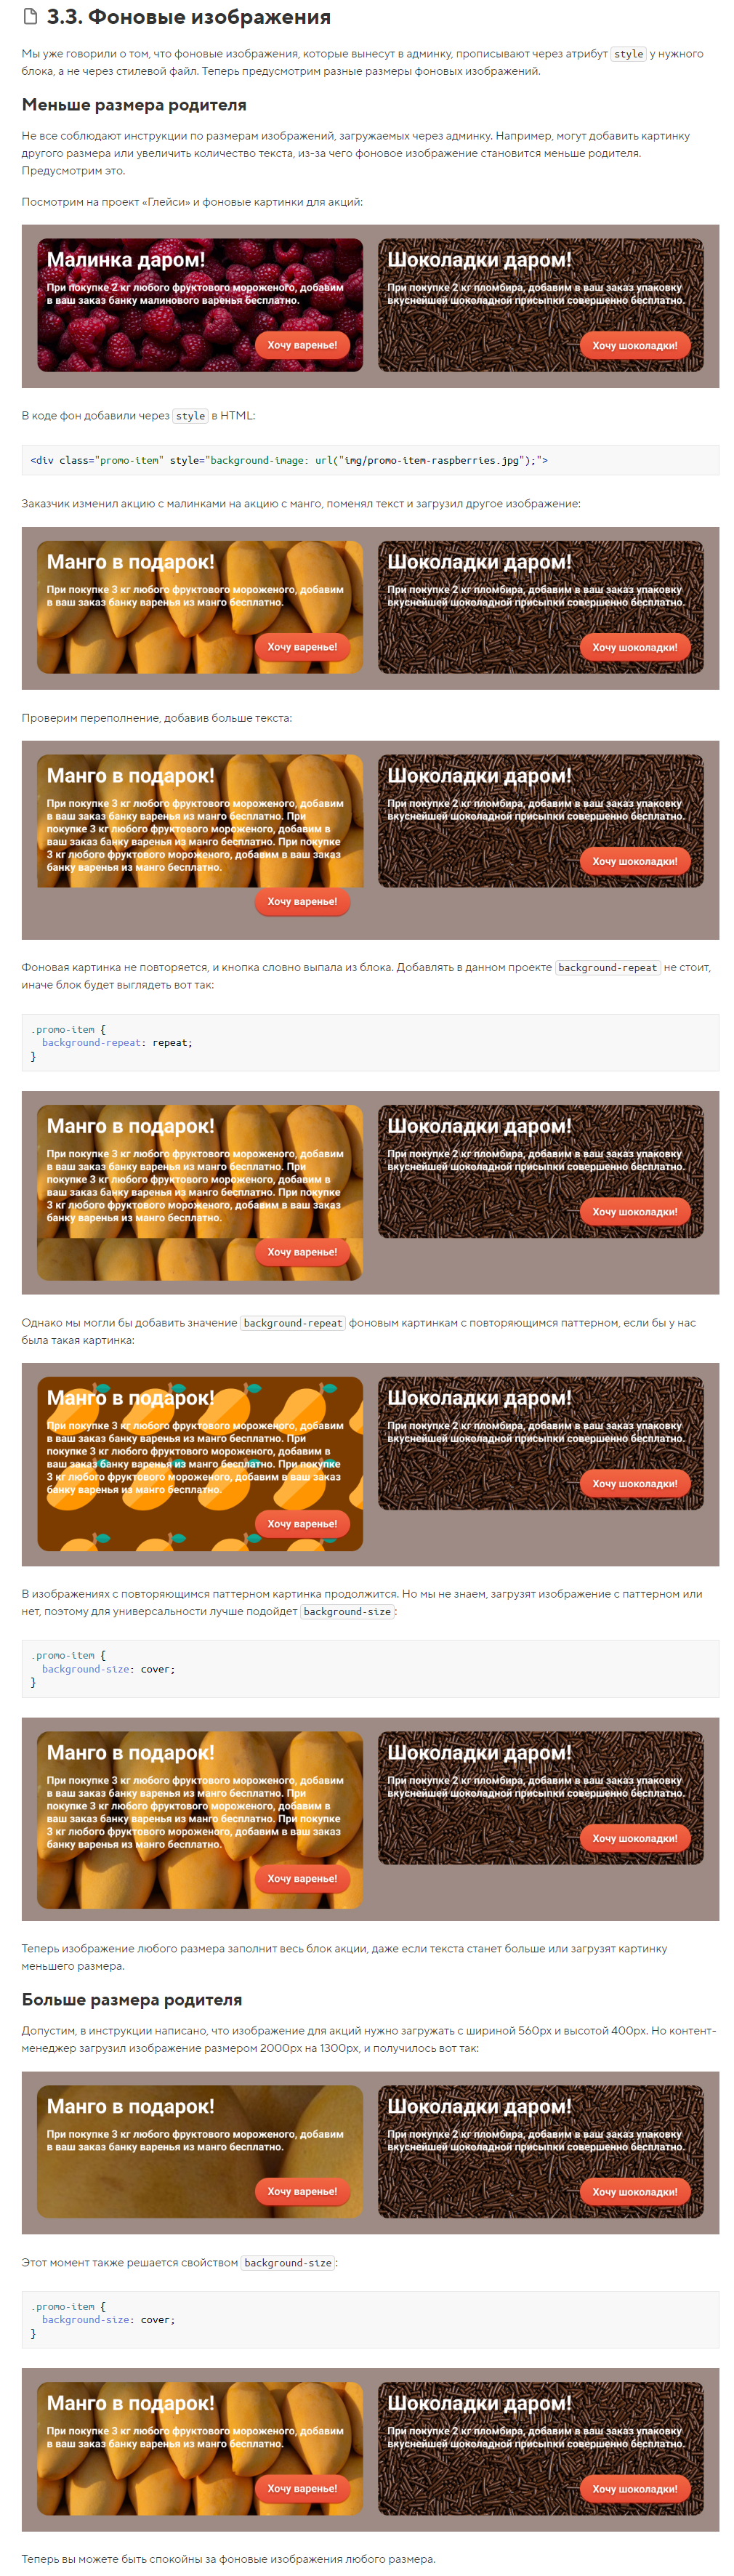 3.3. Фоновые изображения
Мы уже говорили о том, что фоновые изображения, которые вынесут в админку, прописывают через атрибут style у нужного
блока, а не через стилевой файл. Теперь предусмотрим разные размеры фоновых изображений.
Меньше размера родителя
Не все соблюдают инструкции по размерам изображений, загружаемых через админку. Например, могут добавить картинку
другого размера или увеличить количество текста, из-за чего фоновое изображение становится меньше родителя.
Предусмотрим это.
Посмотрим на проект «Глейси» и фоновые картинки для акций:
Малинка даром!
При покупке 2 кг любого фруктового мороженого, добавим
в ваш заказ банку малинового варенья бесплатно.
Хочу варенье!
Шоколадки даром!
При покупке 2 кг пломбира, добавим в ваш заказ упаковку
вкуснейшей шоколадной присыпки совершенно бесплатно.
Хочу шоколадки!
В коде фон добавили через style в HTML:
<div class="promo-item" style="background-image: url("img/promo-item-raspberries.jpg");">
Заказчик изменил акцию с малинками на акцию с манго, поменял текст и загрузил другое изображение:
Манго в подарок!
При покупке 3 кг любого фруктового мороженого, добавим
в ваш заказ банку варенья из манго бесплатно.
Хочу варенье!
Шоколадки даром!
При покупке 2 кг пломбира, добавим в ваш заказ упаковку
вкуснейшей шоколадной присыпки совершенно бесплатно.
Хочу шоколадки!
Проверим переполнение, добавив больше текста:
Манго в подарок!
При покупке 3 кг любого фруктового мороженого, добавим
в ваш заказ банку варенья из манго бесплатно. При
покупке 3 кг любого фруктового мороженого, добавим в
ваш заказ банку варенья из манго бесплатно. При покупке
3 кг любого фруктового мороженого, добавим в ваш заказ
банку варенья из манго бесплатно.
Хочу варенье!
Шоколадки даром!
При покупке 2 кг пломбира, добавим в ваш заказ упаковку
вкуснейшей шоколадной присыпки совершенно бесплатно.
Хочу шоколадки!
Фоновая картинка не повторяется, и кнопка словно выпала из блока. Добавлять в данном проекте background-repeat не стоит,
иначе блок будет выглядеть вот так:
.promo-item {
background-repeat: repeat;
}
Манго в подарок!
При покупке 3 кг любого фруктового мороженого, добавим
в ваш заказ банку варенья из манго бесплатно. При
покупке 3 кг любого фруктового мороженого, добавим в
ваш заказ банку варенья из манго бесплатно. При покупке
3 кг любого фруктового мороженого, добавим в ваш заказ
банку варенья из манго бесплатно.
Хочу варенье!
Шоколадки даром!
При покупке 2 кг пломбира, добавим в ваш заказ упаковку
вкуснейшей шоколадной присыпки совершенно бесплатно.
Хочу шоколадки!
Однако мы могли бы добавить значение background-repeat фоновым картинкам с повторяющимся паттерном, если бы у нас
была такая картинка:
Манго в подарок!
При покупке 3 кг любого фруктового мороженого, добавим
в ваш заказ банку варенья из манго бесплатно. При
покупке 3 кг любого фруктового мороженого, добавим в
ваш заказ банку варенья из манго бесплатно. При покупке
3 кг любого фруктового мороженого, добавим в ваш заказ
банку варенья из манго бесплатно.
Хочу варенье!
Шоколадки даром!
При покупке 2 кг пломбира, добавим в ваш заказ упаковку
вкуснейшей шоколадной присыпки совершенно бесплатно.
Хочу шоколадки!
В изображениях с повторяющимся паттерном картинка продолжится. Но мы не знаем, загрузят изображение с паттерном или
нет, поэтому для универсальности лучше подойдет background-size:
.promo-item {
background-size: cover;
}
Манго в подарок!
При покупке 3 кг любого фруктового мороженого, добавим
в ваш заказ банку варенья из манго бесплатно. При
покупке 3 кг любого фруктового мороженого, добавим в
ваш заказ банку варенья из манго бесплатно. При покупке
3 кг любого фруктового мороженого, добавим в ваш заказ
банку варенья из манго бесплатно.
Хочу варенье!
Шоколадки даром!
При покупке 2 кг пломбира, добавим в ваш заказ упаковку
вкуснейшей шоколадной присыпки совершенно бесплатно.
Хочу шоколадки!
Теперь изображение любого размера заполнит весь блок акции, даже если текста станет больше или загрузят картинку
меньшего размера.
Больше размера родителя
Допустим, в инструкции написано, что изображение для акций нужно загружать с шириной 560px и высотой 400px. Но контент-
менеджер загрузил изображение размером 2000px на 1300px, и получилось вот так:
Манго в подарок!
При покупке 3 кг любого фруктового мороженого, добавим
в ваш заказ банку варенья из манго бесплатно.
Хочу варенье!
Шоколадки даром!
При покупке 2 кг пломбира, добавим в ваш заказ упаковку
вкуснейшей шоколадной присыпки совершенно бесплатно.
Хочу шоколадки!
Этот момент также решается свойством background-size:
.promo-item {
background-size: cover;
}
Манго в подарок!
При покупке 3 кг любого фруктового мороженого, добавим
в ваш заказ банку варенья из манго бесплатно.
Хочу варенье!
Шоколадки даром!
При покупке 2 кг пломбира, добавим в ваш заказ упаковку
вкуснейшей шоколадной присыпки совершенно бесплатно.
Хочу шоколадки!
Теперь вы можете быть спокойны за фоновые изображения любого размера.